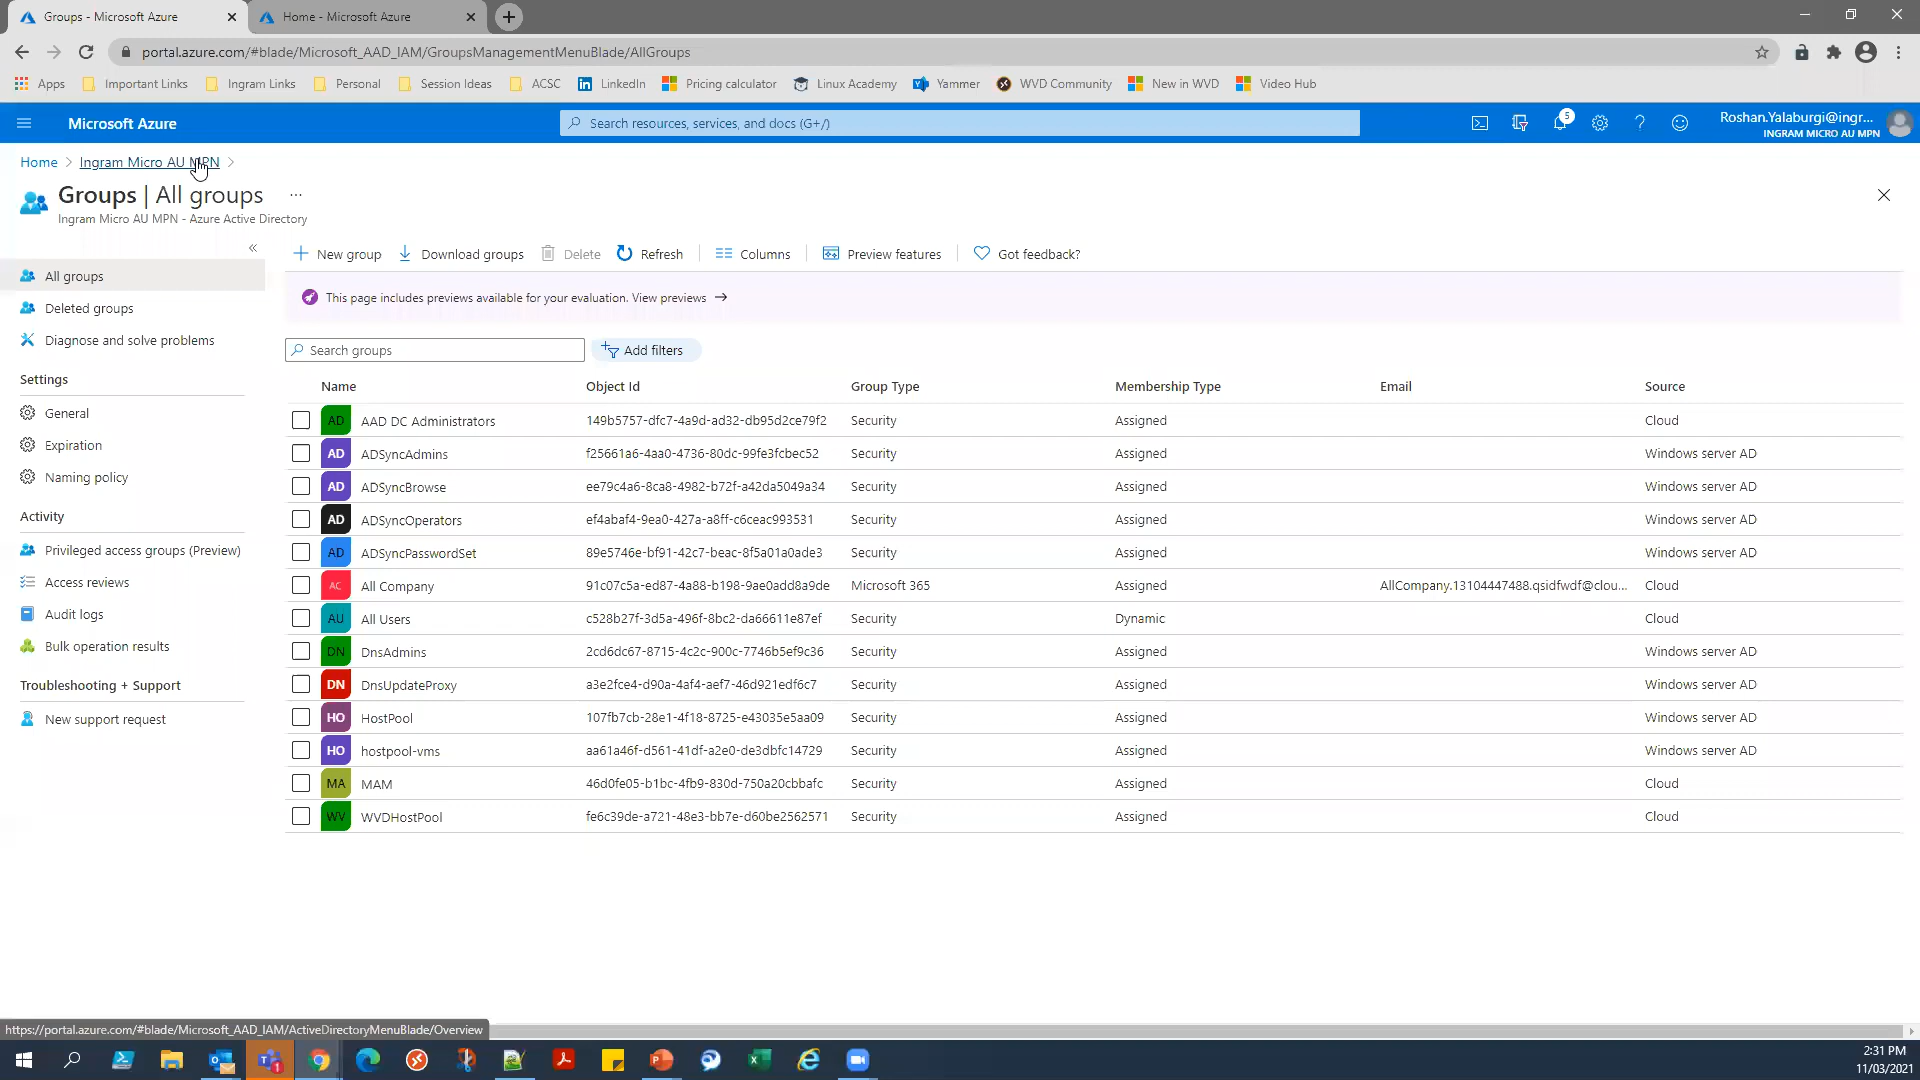 Groups - Microsoft Azure
Home - Microsoft Azure
portal.azure.com/#blade/Microsoft_AAD_IAM/GroupsManagementMenuBlade/AllGroups
Apps Important Links Ingram Links Personal Session Ideas ACSC LinkedIn Pricing calculator Linux Academy Yammer WVD Community New in WVD Video Hub
Microsoft Azure
Search resources, services, and docs (G+/)
5
Roshan.Yalaburgi@ingr...
INGRAM MICRO AU MPN
Home > Ingram Micro AU MPN >
Groups | All groups ...
Ingram Micro AU MPN - Azure Active Directory
«
All groups
Deleted groups
Diagnose and solve problems
Settings
General
Expiration
Naming policy
Activity
Privileged access groups (Preview)
Access reviews
Audit logs
Bulk operation results
Troubleshooting + Support
New support request
New group Download groups Delete Refresh Columns Preview features Got feedback?
This page includes previews available for your evaluation. View previews →
Search groups Add filters
Name Object Id Group Type Membership Type Email Source
AD AAD DC Administrators 149b5757-dfc7-4a9d-ad32-db95d2ce79f2 Security Assigned Cloud
AD ADSyncAdmins f25661a6-4aa0-4736-80dc-99fe3fcbec52 Security Assigned Windows server AD
AD ADSyncBrowse ee79c4a6-8ca8-4982-b72f-a42da5049a34 Security Assigned Windows server AD
AD ADSyncOperators ef4abaf4-9ea0-427a-a8ff-c6ceac993531 Security Assigned Windows server AD
AD ADSyncPasswordSet 89e5746e-bf91-42c7-beac-8f5a01a0ade3 Security Assigned Windows server AD
AC All Company 91c07c5a-ed87-4a88-b198-9ae0add8a9de Microsoft 365 Assigned AllCompany.13104447488.qsidfwdf@clou... Cloud
AU All Users c528b27f-3d5a-496f-8bc2-da66611e87ef Security Dynamic Cloud
DN DnsAdmins 2cd6dc67-8715-4c2c-900c-7746b5ef9c36 Security Assigned Windows server AD
DN DnsUpdateProxy a3e2fce4-d90a-4af4-aef7-46d921edf6c7 Security Assigned Windows server AD
HO HostPool 107fb7cb-28e1-4f18-8725-e43035e5aa09 Security Assigned Windows server AD
HO hostpool-vms aa61a46f-d561-41df-a2e0-de3dbfc14729 Security Assigned Windows server AD
MA MAM 46d0fe05-b1bc-4fb9-830d-750a20cbbafc Security Assigned Cloud
WV WVDHostPool fe6c39de-a721-48e3-bb7e-d60be2562571 Security Assigned Cloud
https://portal.azure.com/#blade/Microsoft_AAD_IAM/ActiveDirectoryMenuBlade/Overview
2:31 PM
11/03/2021